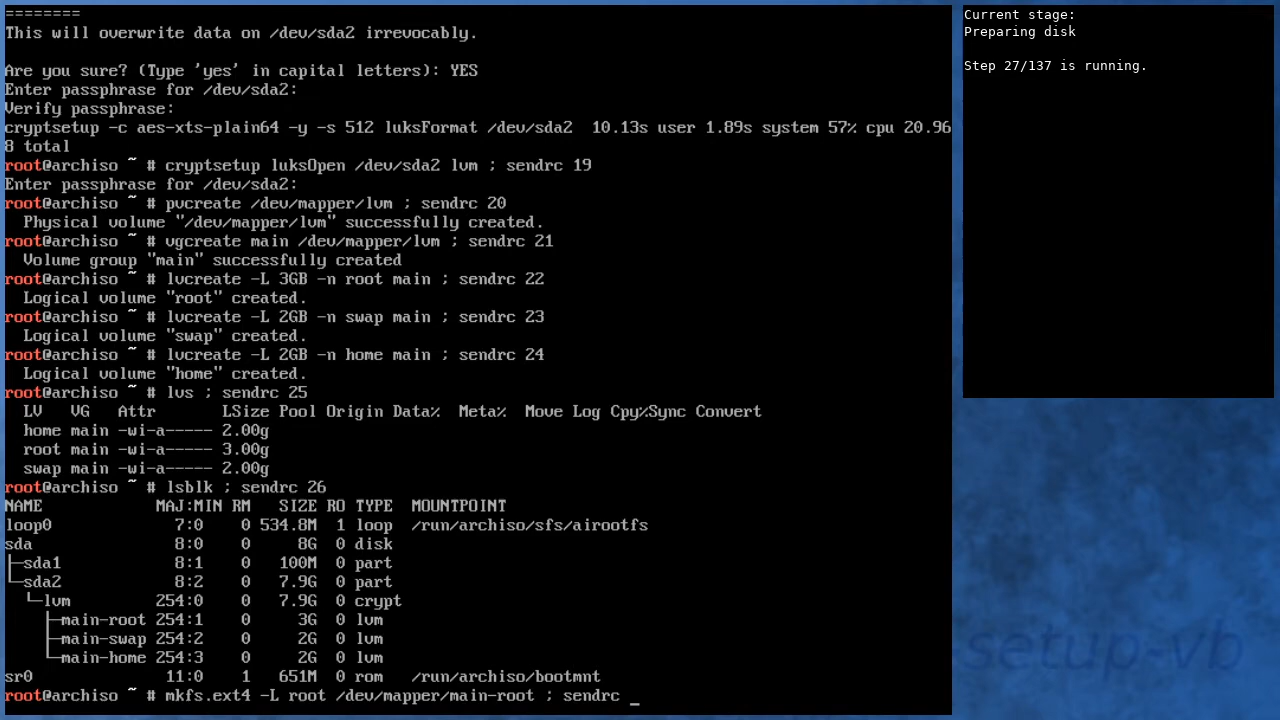 ========
This will overwrite data on /dev/sda2 irrevocably.
Are you sure? (Type 'yes' in capital letters): YES
Enter passphrase for /dev/sda2:
Verify passphrase:
cryptsetup -c aes-xts-plain64 -y -s 512 luksFormat /dev/sda2  10.13s user 1.89s system 57% cpu 20.96
8 total
root@archiso ~ # cryptsetup luksOpen /dev/sda2 lvm ; sendrc 19
Enter passphrase for /dev/sda2:
root@archiso ~ # pvcreate /dev/mapper/lvm ; sendrc 20
  Physical volume "/dev/mapper/lvm" successfully created.
root@archiso ~ # vgcreate main /dev/mapper/lvm ; sendrc 21
  Volume group "main" successfully created
root@archiso ~ # lvcreate -L 3GB -n root main ; sendrc 22
  Logical volume "root" created.
root@archiso ~ # lvcreate -L 2GB -n swap main ; sendrc 23
  Logical volume "swap" created.
root@archiso ~ # lvcreate -L 2GB -n home main ; sendrc 24
  Logical volume "home" created.
root@archiso ~ # lvs ; sendrc 25
  LV   VG   Attr       LSize Pool Origin Data%  Meta%  Move Log Cpy%Sync Convert
  home main -wi-a----- 2.00g
  root main -wi-a----- 3.00g
  swap main -wi-a----- 2.00g
root@archiso ~ # lsblk ; sendrc 26
NAME            MAJ:MIN RM   SIZE RO TYPE  MOUNTPOINT
loop0             7:0    0 534.8M  1 loop  /run/archiso/sfs/airootfs
sda               8:0    0     8G  0 disk
├─sda1            8:1    0   100M  0 part
└─sda2            8:2    0   7.9G  0 part
  └─lvm         254:0    0   7.9G  0 crypt
    ├─main-root 254:1    0     3G  0 lvm
    ├─main-swap 254:2    0     2G  0 lvm
    └─main-home 254:3    0     2G  0 lvm
sr0              11:0    1   651M  0 rom   /run/archiso/bootmnt
root@archiso ~ # mkfs.ext4 -L root /dev/mapper/main-root ; sendrc _
Current stage:
Preparing disk
Step 27/137 is running.
setup-vb